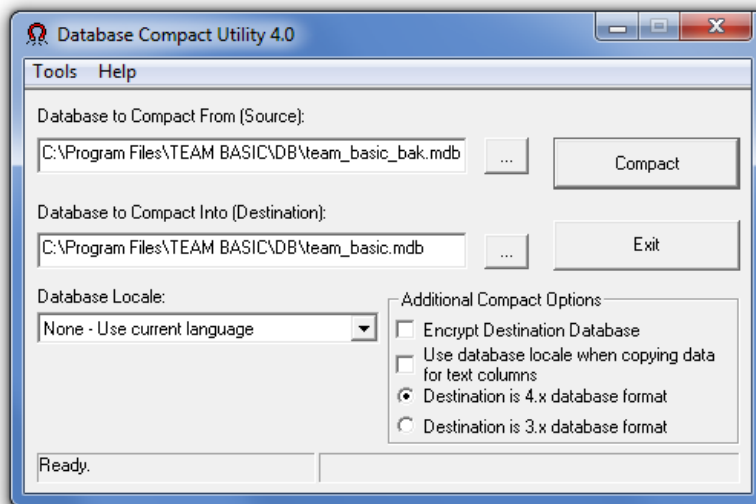 Database Compact Utility 4.0
Tools Help
Database to Compact From (Source):
C:\Program Files\TEAM BASIC\DB\team_basic_bak.mdb
...
Compact
Database to Compact Into (Destination):
C:\Program Files\TEAM BASIC\DB\team_basic.mdb
...
Exit
Database Locale:
None - Use current language
Additional Compact Options
Encrypt Destination Database
Use database locale when copying data
for text columns
Destination is 4.x database format
Destination is 3.x database format
Ready.